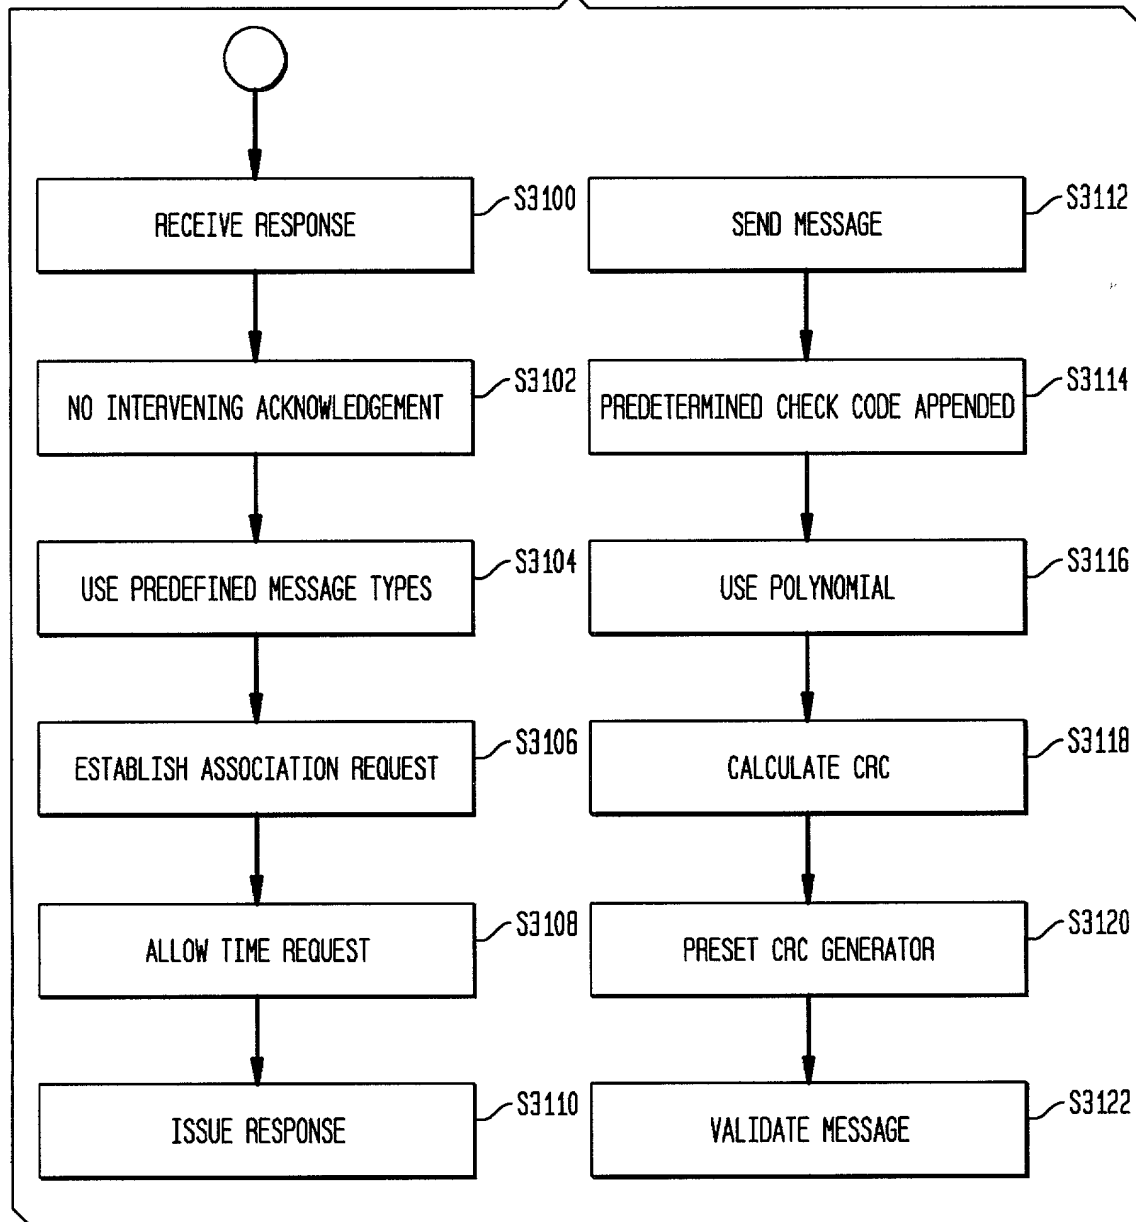 RECEIVE RESPONSE
S3100
NO INTERVENING ACKNOWLEDGEMENT
S3102
USE PREDEFINED MESSAGE TYPES
S3104
ESTABLISH ASSOCIATION REQUEST
S3106
ALLOW TIME REQUEST
S3108
ISSUE RESPONSE
S3110
SEND MESSAGE
S3112
PREDETERMINED CHECK CODE APPENDED
S3114
USE POLYNOMIAL
S3116
CALCULATE CRC
S3118
PRESET CRC GENERATOR
S3120
VALIDATE MESSAGE
S3122